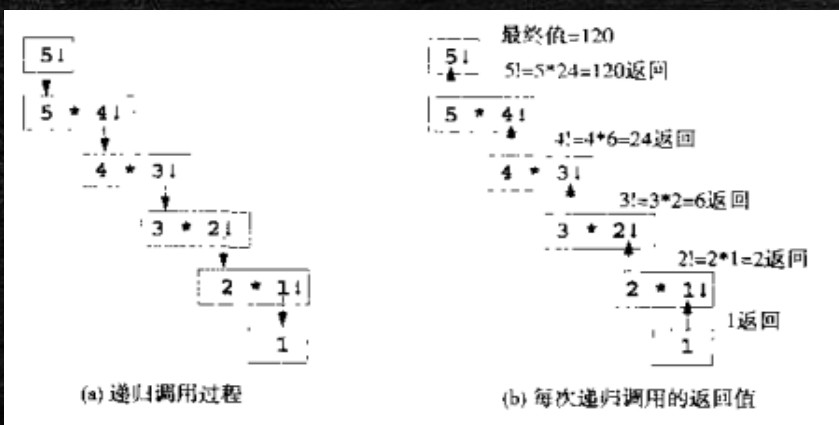 5!
5 * 4!
4 * 3!
3 * 2!
2 * 1!
1
(a) 递归调用过程
最终值=120
5!
5!=5*24=120返回
5 * 4!
4!=4*6=24返回
4 * 3!
3!=3*2=6返回
3 * 2!
2!=2*1=2返回
2 * 1!
1返回
1
(b) 每次递归调用的返回值